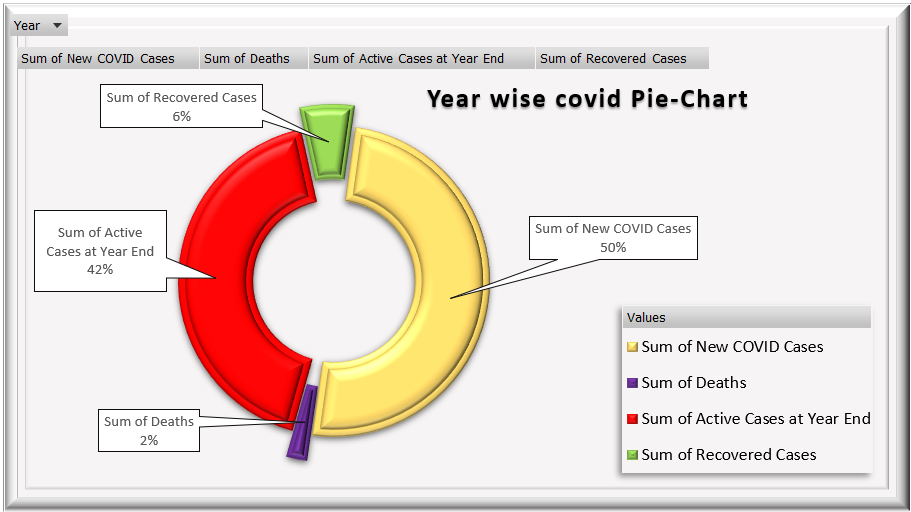 Year
Sum of New COVID Cases
Sum of Deaths
Sum of Active Cases at Year End
Sum of Recovered Cases
Year wise covid Pie-Chart
Sum of Recovered Cases
6%
Sum of Active
Cases at Year End
42%
Sum of New COVID Cases
50%
Sum of Deaths
2%
Values
Sum of New COVID Cases
Sum of Deaths
Sum of Active Cases at Year End
Sum of Recovered Cases